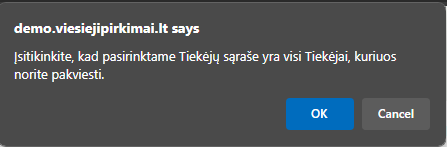 demo.viesiejipirkimai.lt says
Įsitikinkite, kad pasirinktame Tiekėjų sąraše yra visi Tiekėjai, kuriuos
norite pakviesti.
OK
Cancel